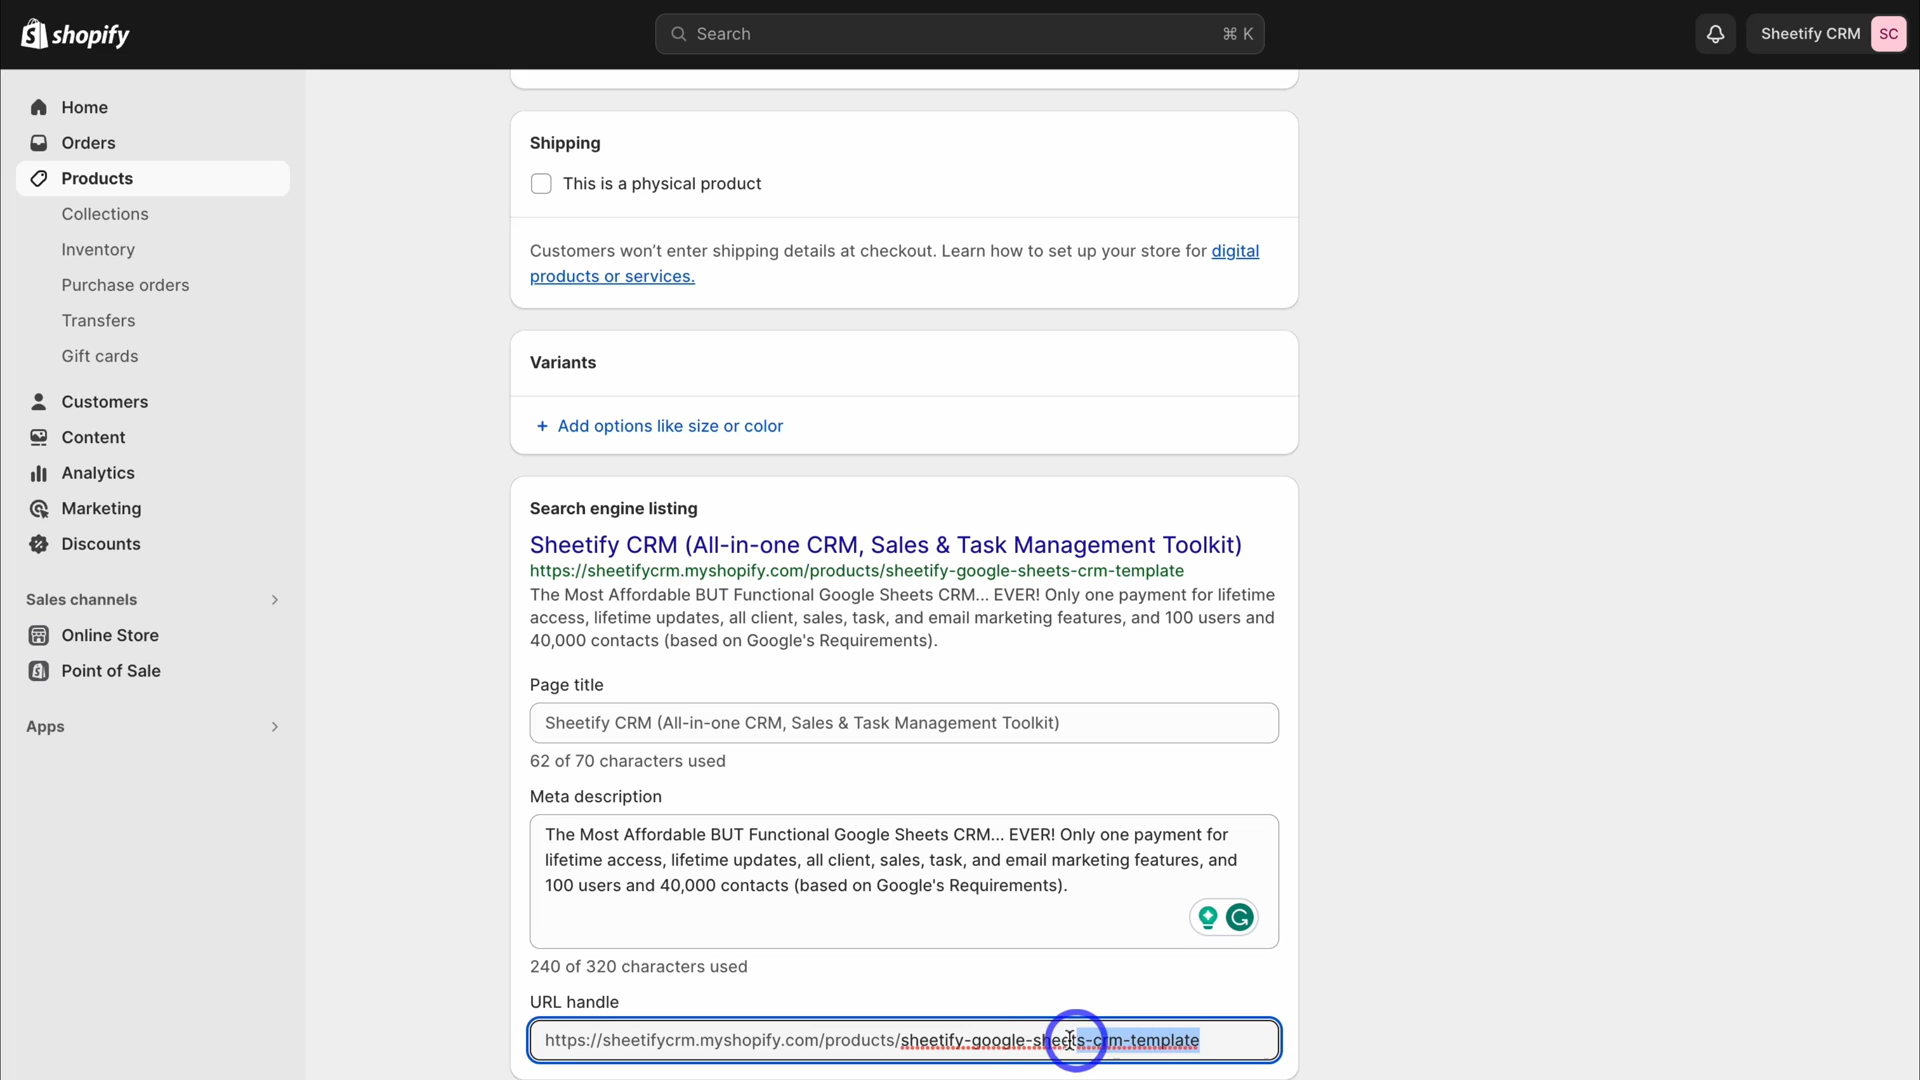 shopify
Search
⌘ K
Sheetify CRM
SC
Home
Orders
Products
Collections
Inventory
Purchase orders
Transfers
Gift cards
Customers
Content
Analytics
Marketing
Discounts
Sales channels
Online Store
Point of Sale
Apps
Shipping
This is a physical product
Customers won’t enter shipping details at checkout. Learn how to set up your store for digital
products or services.
Variants
+ Add options like size or color
Search engine listing
Sheetify CRM (All-in-one CRM, Sales & Task Management Toolkit)
https://sheetifycrm.myshopify.com/products/sheetify-google-sheets-crm-template
The Most Affordable BUT Functional Google Sheets CRM... EVER! Only one payment for lifetime
access, lifetime updates, all client, sales, task, and email marketing features, and 100 users and
40,000 contacts (based on Google's Requirements).
Page title
Sheetify CRM (All-in-one CRM, Sales & Task Management Toolkit)
62 of 70 characters used
Meta description
The Most Affordable BUT Functional Google Sheets CRM... EVER! Only one payment for
lifetime access, lifetime updates, all client, sales, task, and email marketing features, and
100 users and 40,000 contacts (based on Google's Requirements).
240 of 320 characters used
URL handle
https://sheetifycrm.myshopify.com/products/sheetify-google-sheets-crm-template